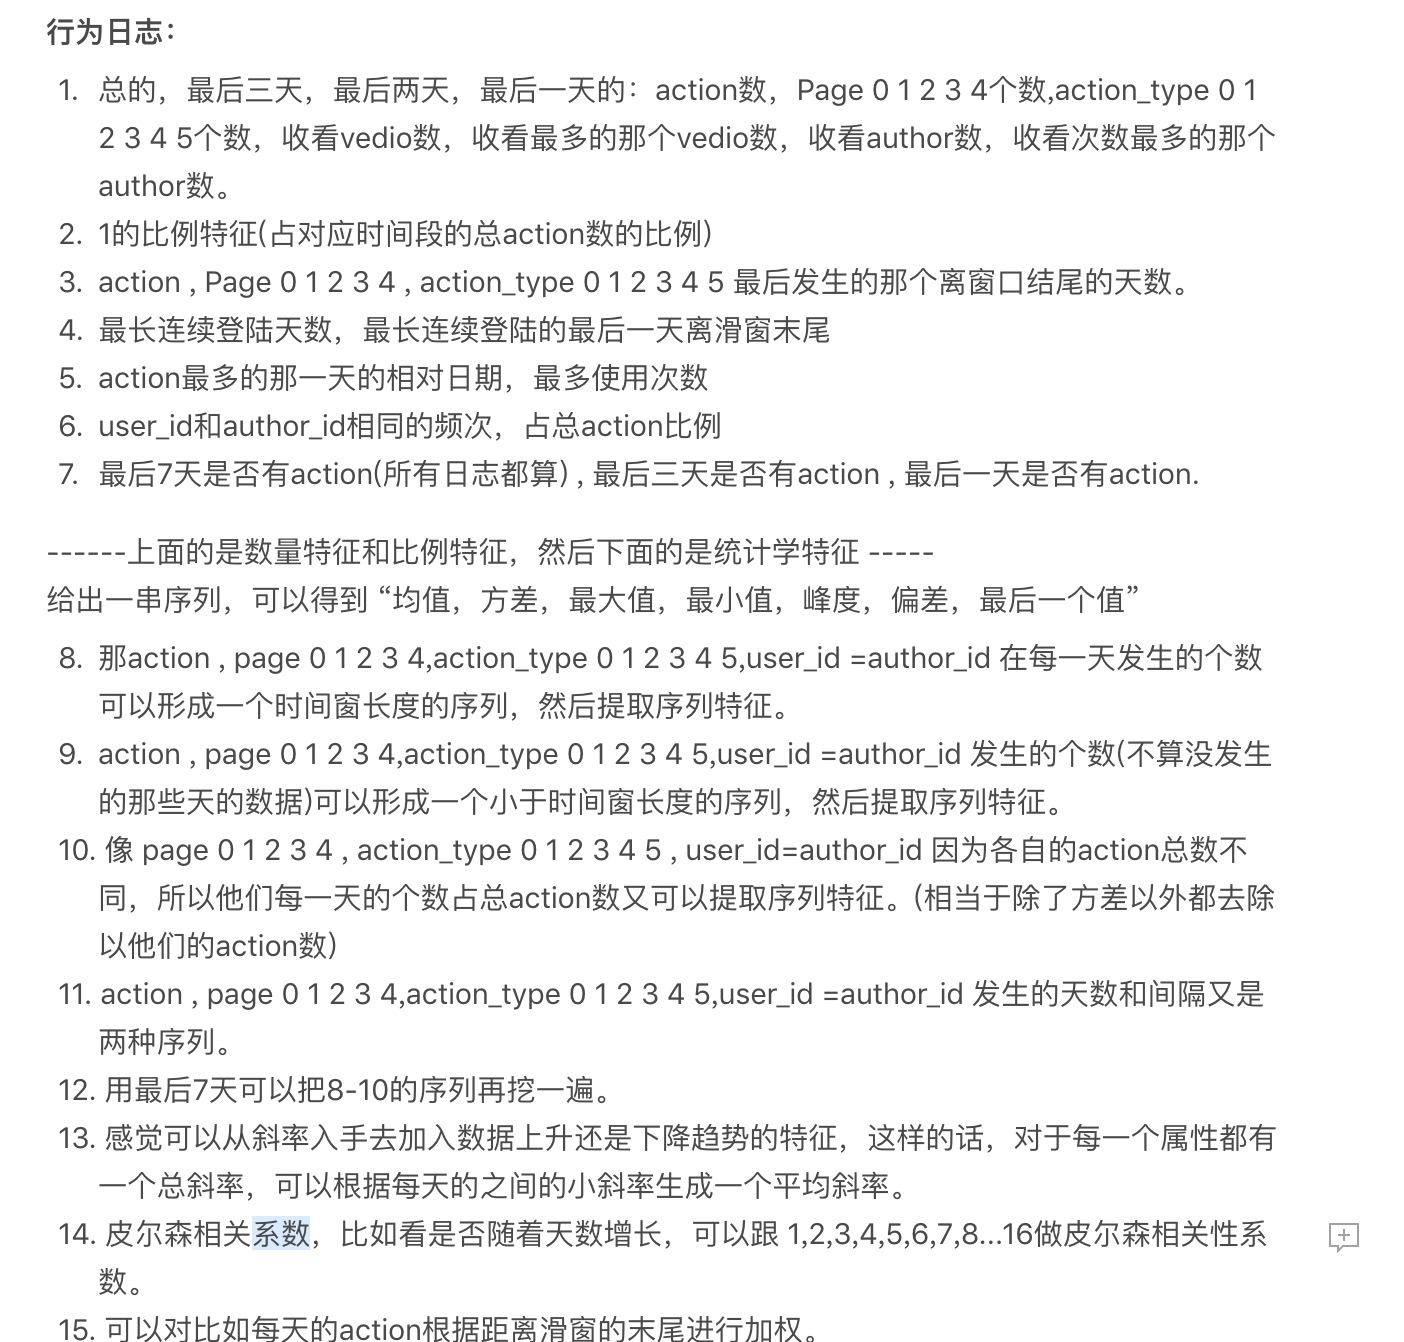 行为日志：
1. 总的，最后三天，最后两天，最后一天的：action数，Page 0 1 2 3 4个数,action_type 0 1
2 3 4 5个数，收看vedio数，收看最多的那个vedio数，收看author数，收看次数最多的那个
author数。
2. 1的比例特征(占对应时间段的总action数的比例)
3. action , Page 0 1 2 3 4 , action_type 0 1 2 3 4 5 最后发生的那个离窗口结尾的天数。
4. 最长连续登陆天数，最长连续登陆的最后一天离滑窗末尾
5. action最多的那一天的相对日期，最多使用次数
6. user_id和author_id相同的频次，占总action比例
7. 最后7天是否有action(所有日志都算) , 最后三天是否有action , 最后一天是否有action.
------上面的是数量特征和比例特征，然后下面的是统计学特征 -----
给出一串序列，可以得到 “均值，方差，最大值，最小值，峰度，偏差，最后一个值”
8. 那action , page 0 1 2 3 4,action_type 0 1 2 3 4 5,user_id =author_id 在每一天发生的个数
可以形成一个时间窗长度的序列，然后提取序列特征。
9. action , page 0 1 2 3 4,action_type 0 1 2 3 4 5,user_id =author_id 发生的个数(不算没发生
的那些天的数据)可以形成一个小于时间窗长度的序列，然后提取序列特征。
10. 像 page 0 1 2 3 4 , action_type 0 1 2 3 4 5 , user_id=author_id 因为各自的action总数不
同，所以他们每一天的个数占总action数又可以提取序列特征。(相当于除了方差以外都去除
以他们的action数)
11. action , page 0 1 2 3 4,action_type 0 1 2 3 4 5,user_id =author_id 发生的天数和间隔又是
两种序列。
12. 用最后7天可以把8-10的序列再挖一遍。
13. 感觉可以从斜率入手去加入数据上升还是下降趋势的特征，这样的话，对于每一个属性都有
一个总斜率，可以根据每天的之间的小斜率生成一个平均斜率。
14. 皮尔森相关系数，比如看是否随着天数增长，可以跟 1,2,3,4,5,6,7,8...16做皮尔森相关性系
数。
15. 可以对比如每天的action根据距离滑窗的末尾进行加权。